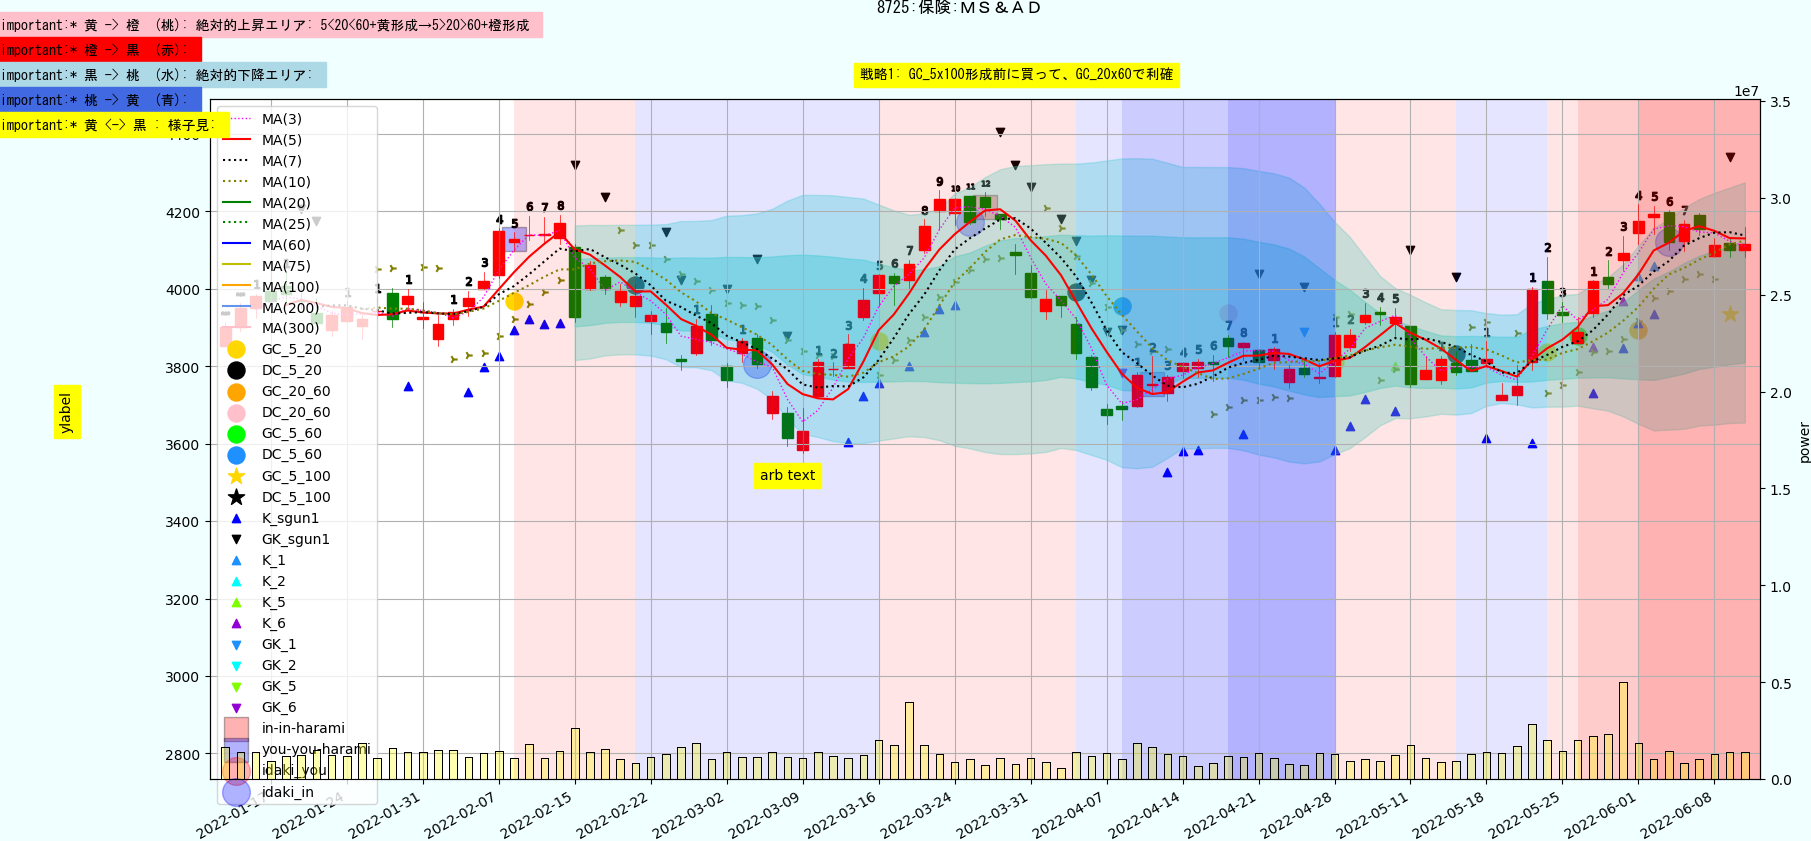 8725:保険:ＭＳ＆ＡＤ
important:* 黄 -> 橙 (桃): 絶対的上昇エリア: 5<20<60+黄形成→5>20>60+橙形成
important:* 橙 -> 黒 (赤):
important:* 黒 -> 桃 (水): 絶対的下降エリア:
important:* 桃 -> 黄 (青):
important:* 黄 <-> 黒 : 様子見:
戦略1: GC_5x100形成前に買って、GC_20x60で利確
1e7
MA(3)
MA(5)
MA(7)
MA(10)
MA(20)
MA(25)
MA(60)
MA(75)
MA(100)
MA(200)
MA(300)
GC_5_20
DC_5_20
GC_20_60
DC_20_60
GC_5_60
DC_5_60
GC_5_100
DC_5_100
K_sgun1
GK_sgun1
K_1
K_2
K_5
K_6
GK_1
GK_2
GK_5
GK_6
in-in-harami
you-you-harami
idaki_you
idaki_in
4200
4000
3800
3600
3400
3200
3000
2800
ylabel
arb text
3.5
3.0
2.5
2.0
1.5
1.0
0.5
0.0
power
2022-01-17
2022-01-24
2022-01-31
2022-02-07
2022-02-15
2022-02-22
2022-03-02
2022-03-09
2022-03-16
2022-03-24
2022-03-31
2022-04-07
2022-04-14
2022-04-21
2022-04-28
2022-05-11
2022-05-18
2022-05-25
2022-06-01
2022-06-08